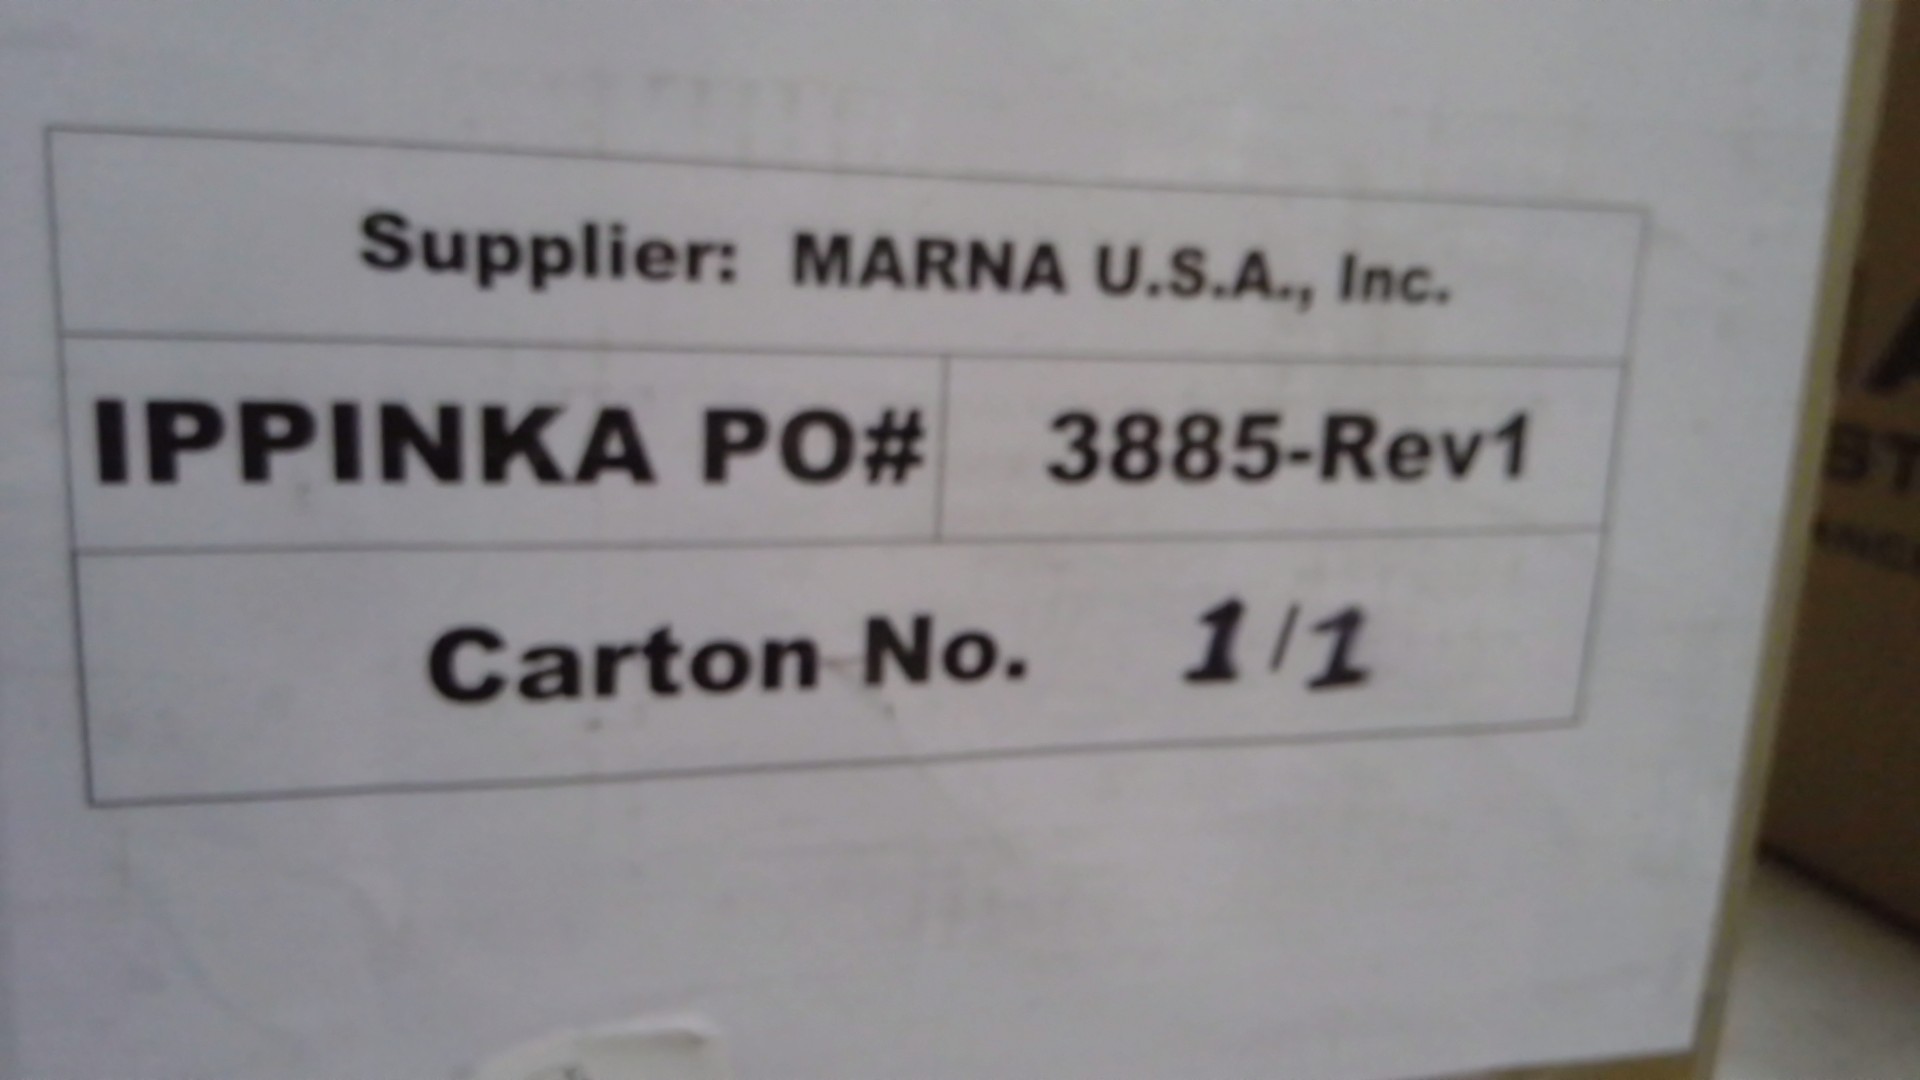 Supplier: MARNA U.S.A., Inc.
IPPINKA PO# 3885-Rev1
Carton No. 1/1